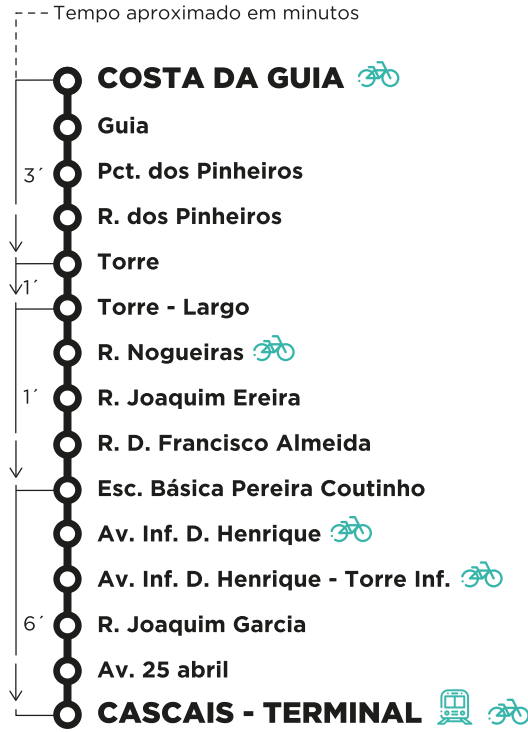 Tempo aproximado em minutos
COSTA DA GUIA
Guia
Pct. dos Pinheiros
3´
R. dos Pinheiros
Torre
1´
Torre - Largo
R. Nogueiras
R. Joaquim Ereira
1´
R. D. Francisco Almeida
Esc. Básica Pereira Coutinho
Av. Inf. D. Henrique
Av. Inf. D. Henrique - Torre Inf.
R. Joaquim Garcia
6´
Av. 25 abril
CASCAIS - TERMINAL